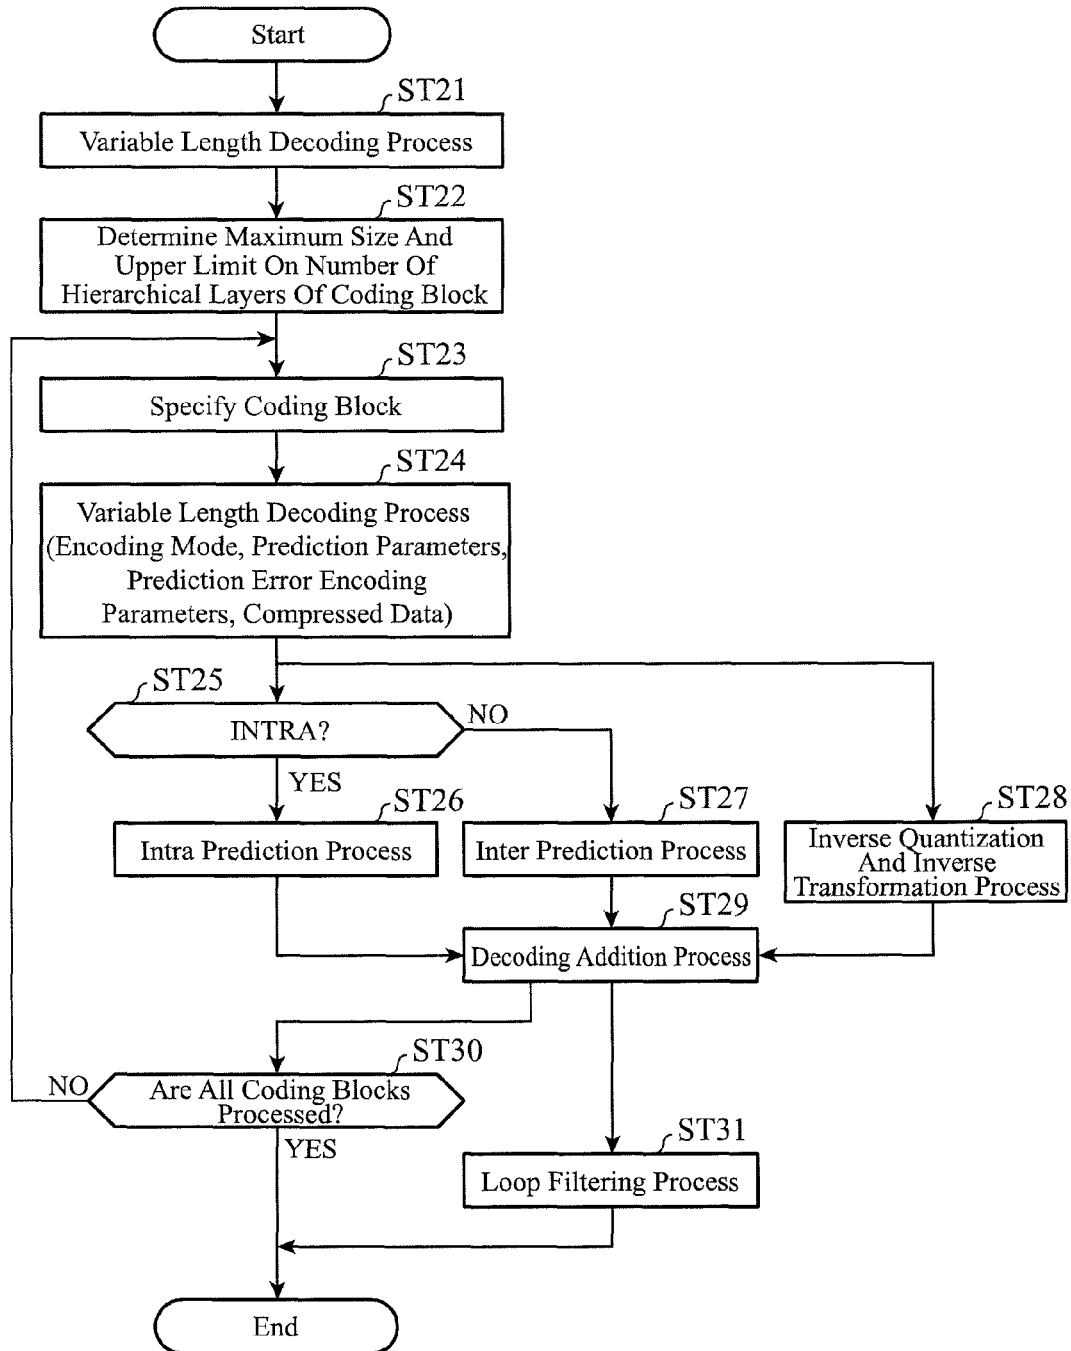 Start
ST21
Variable Length Decoding Process
ST22
Determine Maximum Size And
Upper Limit On Number Of
Hierarchical Layers Of Coding Block
ST23
Specify Coding Block
ST24
Variable Length Decoding Process
(Encoding Mode, Prediction Parameters,
Prediction Error Encoding
Parameters, Compressed Data)
ST25
INTRA?
NO
YES
ST26
Intra Prediction Process
ST27
Inter Prediction Process
ST28
Inverse Quantization
And Inverse
Transformation Process
ST29
Decoding Addition Process
ST30
Are All Coding Blocks
Processed?
NO
YES
ST31
Loop Filtering Process
End